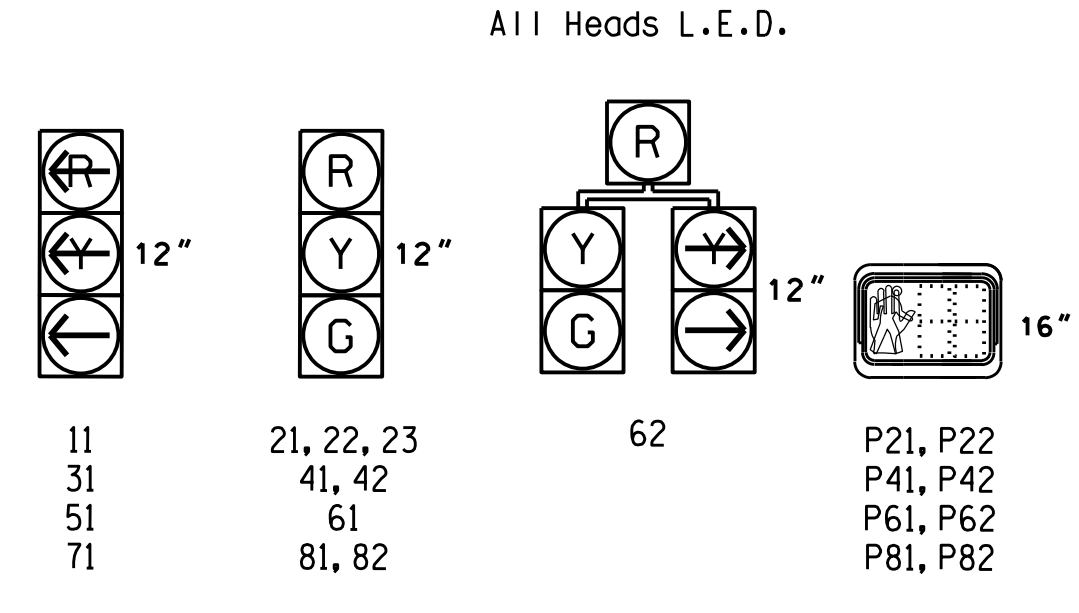 All Heads L.E.D.
R
Y
12"
R
Y
G
12"
R
Y
G
Y
12"
16"
11
31
51
71
21, 22, 23
41, 42
61
81, 82
62
P21, P22
P41, P42
P61, P62
P81, P82